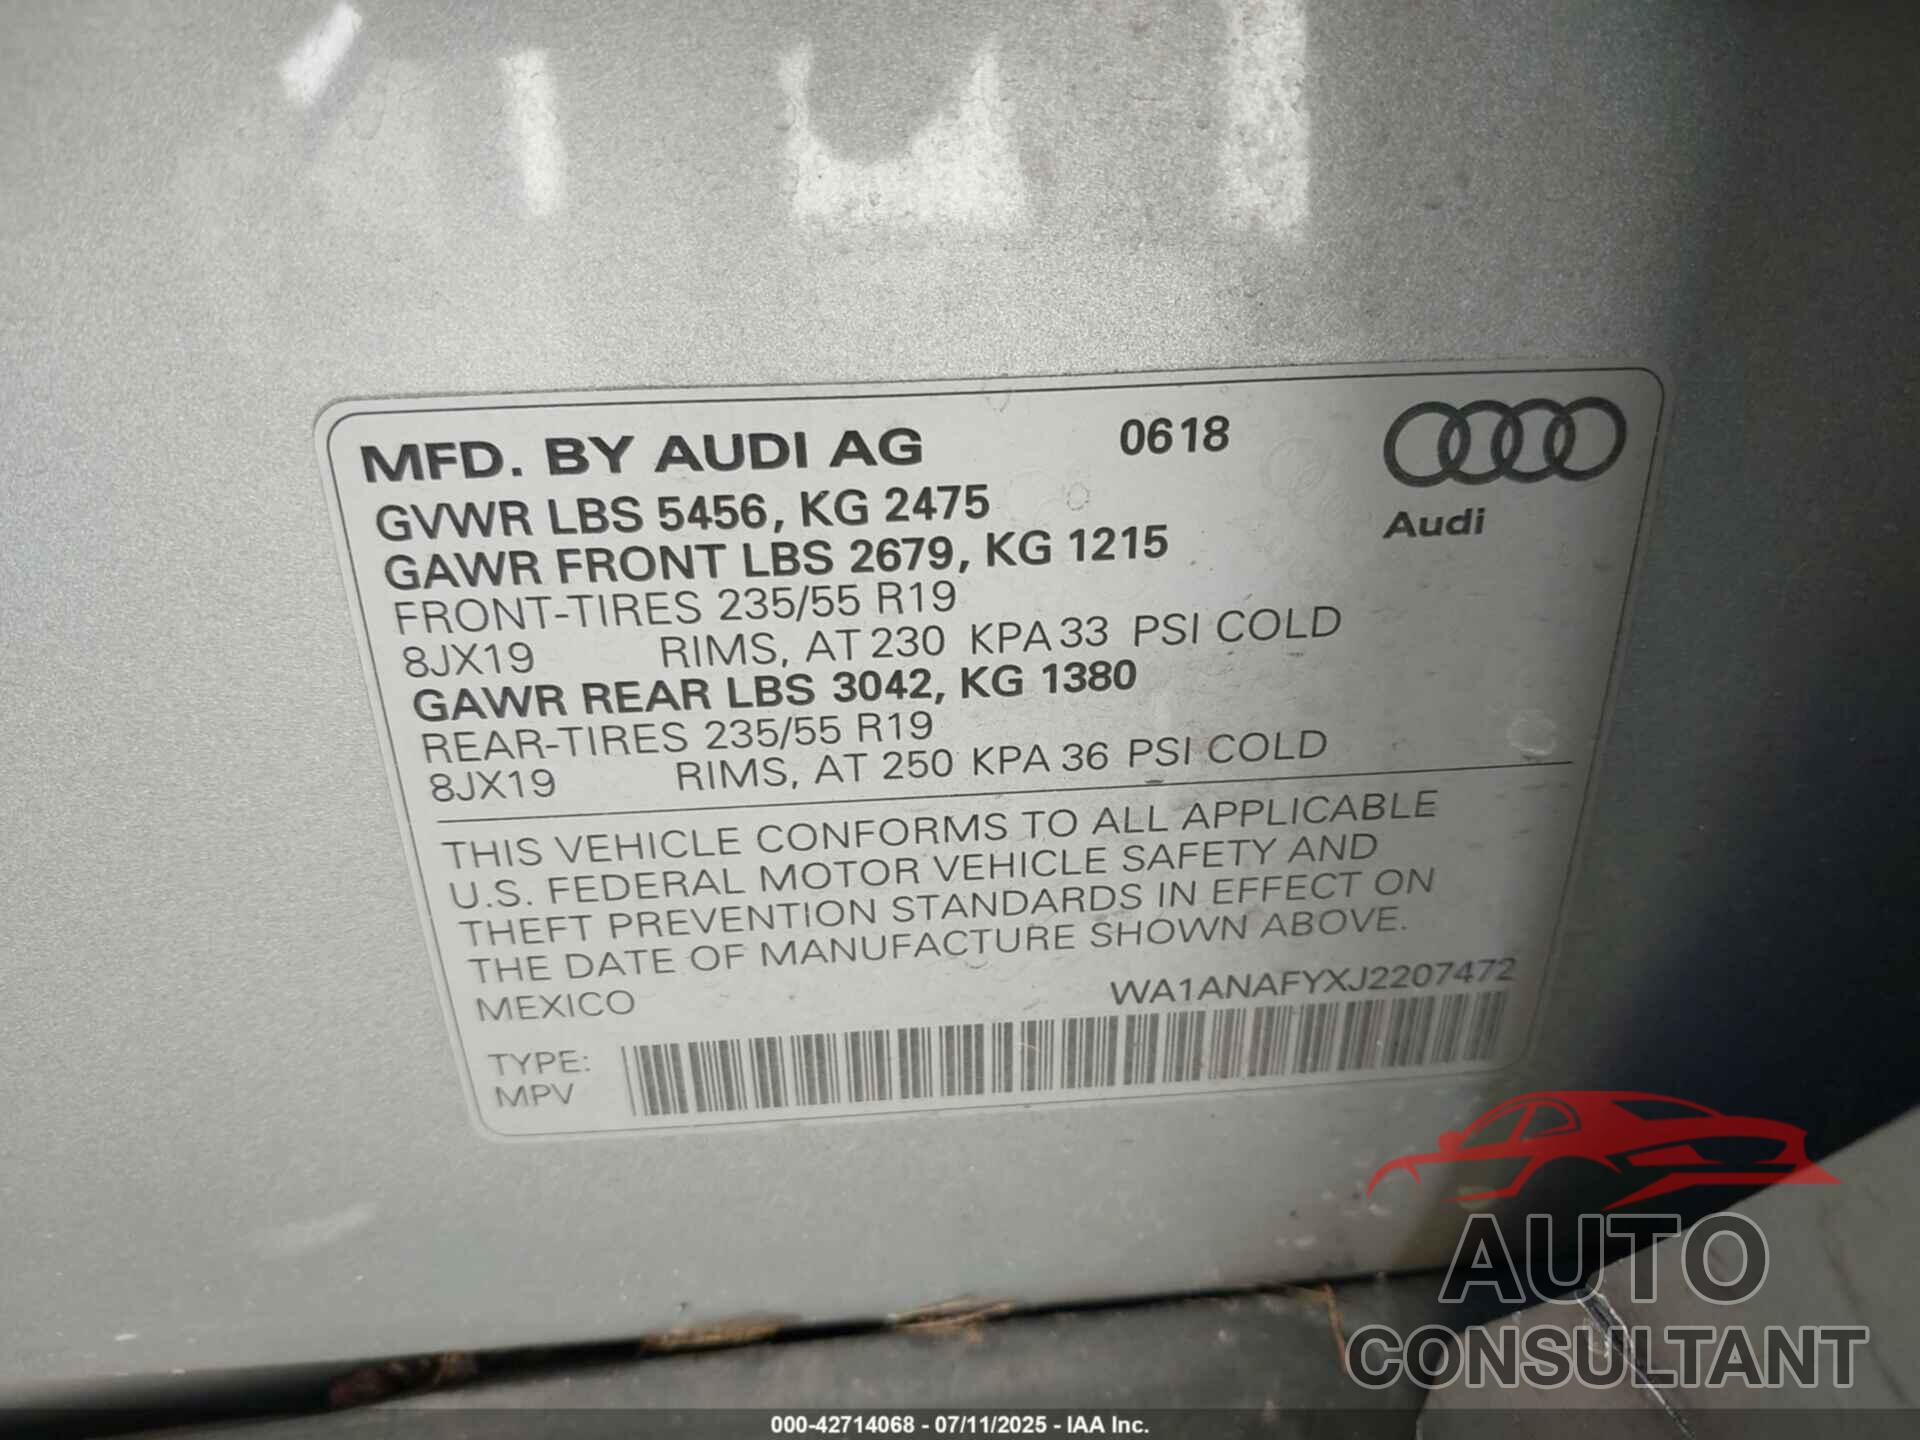 MFD. BY AUDI AG 0618
GVWR LBS 5456, KG 2475
Audi
GAWR FRONT LBS 2679, KG 1215
FRONT-TIRES 235/55 R19
8JX19 RIMS, AT 230 KPA 33 PSI COLD
GAWR REAR LBS 3042, KG 1380
REAR-TIRES 235/55 R19
8JX19 RIMS, AT 250 KPA 36 PSI COLD
THIS VEHICLE CONFORMS TO ALL APPLICABLE
U.S. FEDERAL MOTOR VEHICLE SAFETY AND
THEFT PREVENTION STANDARDS IN EFFECT ON
THE DATE OF MANUFACTURE SHOWN ABOVE.
MEXICO WA1ANAFYXJ2207472
TYPE:
MPV
AUTO
CONSULTANT
000-42714068 - 07/11/2025 - IAA Inc.